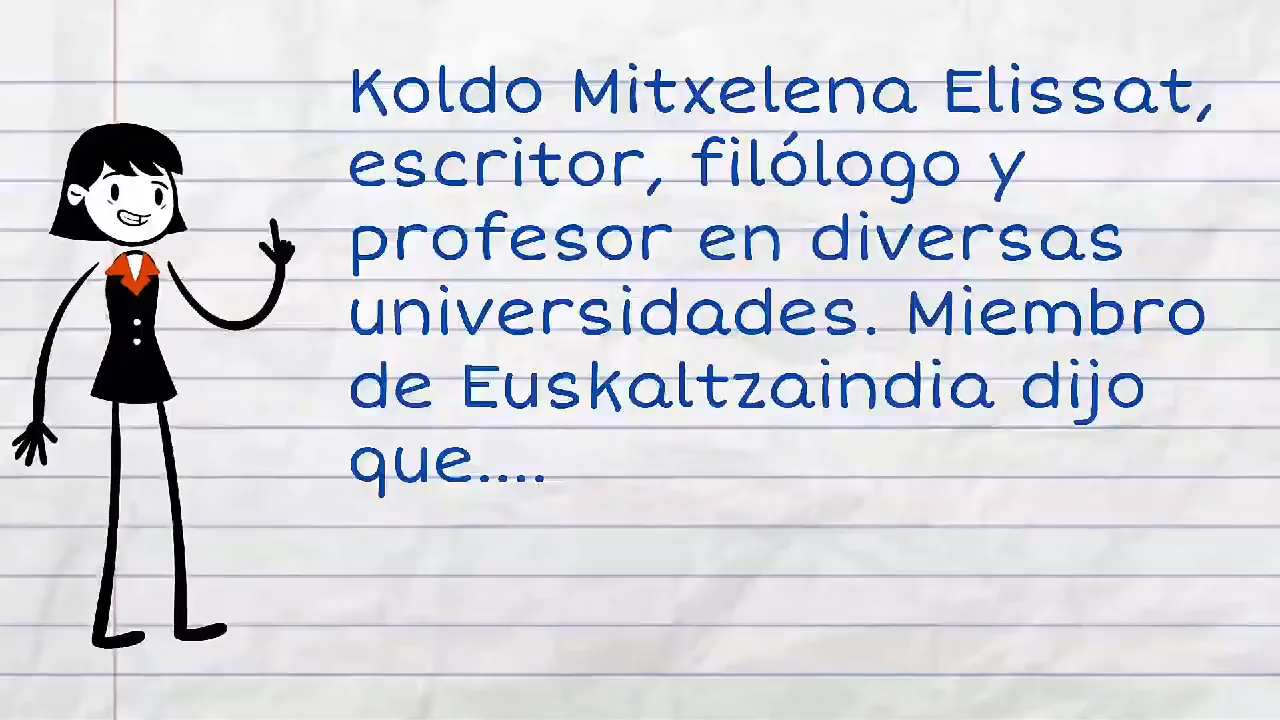 Koldo Mitxelena Elissat,
escritor, filólogo y
profesor en diversas
universidades. Miembro
de Euskaltzaindia dijo
que....